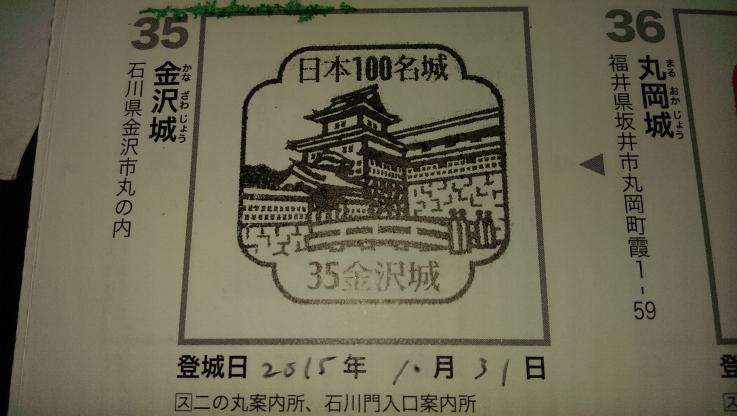 35
金沢城
かなざわじょう
石川県金沢市丸の内
日本100名城
35金沢城
登城日 2015年 10月31日
ス二の丸案内所、石川門入口案内所
36
丸岡城
まるおかじょう
福井県坂井市丸岡町霞1-59
登
ス